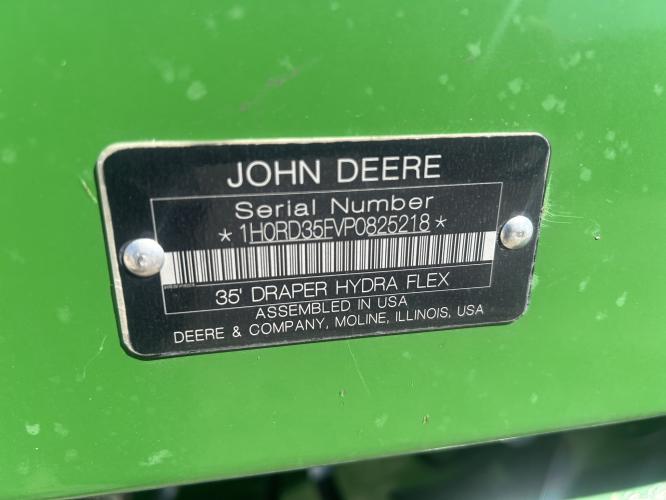 JOHN DEERE
Serial Number
* 1H0RD35FVP0825218 *
35' DRAPER HYDRA FLEX
ASSEMBLED IN USA
DEERE & COMPANY, MOLINE, ILLINOIS, USA